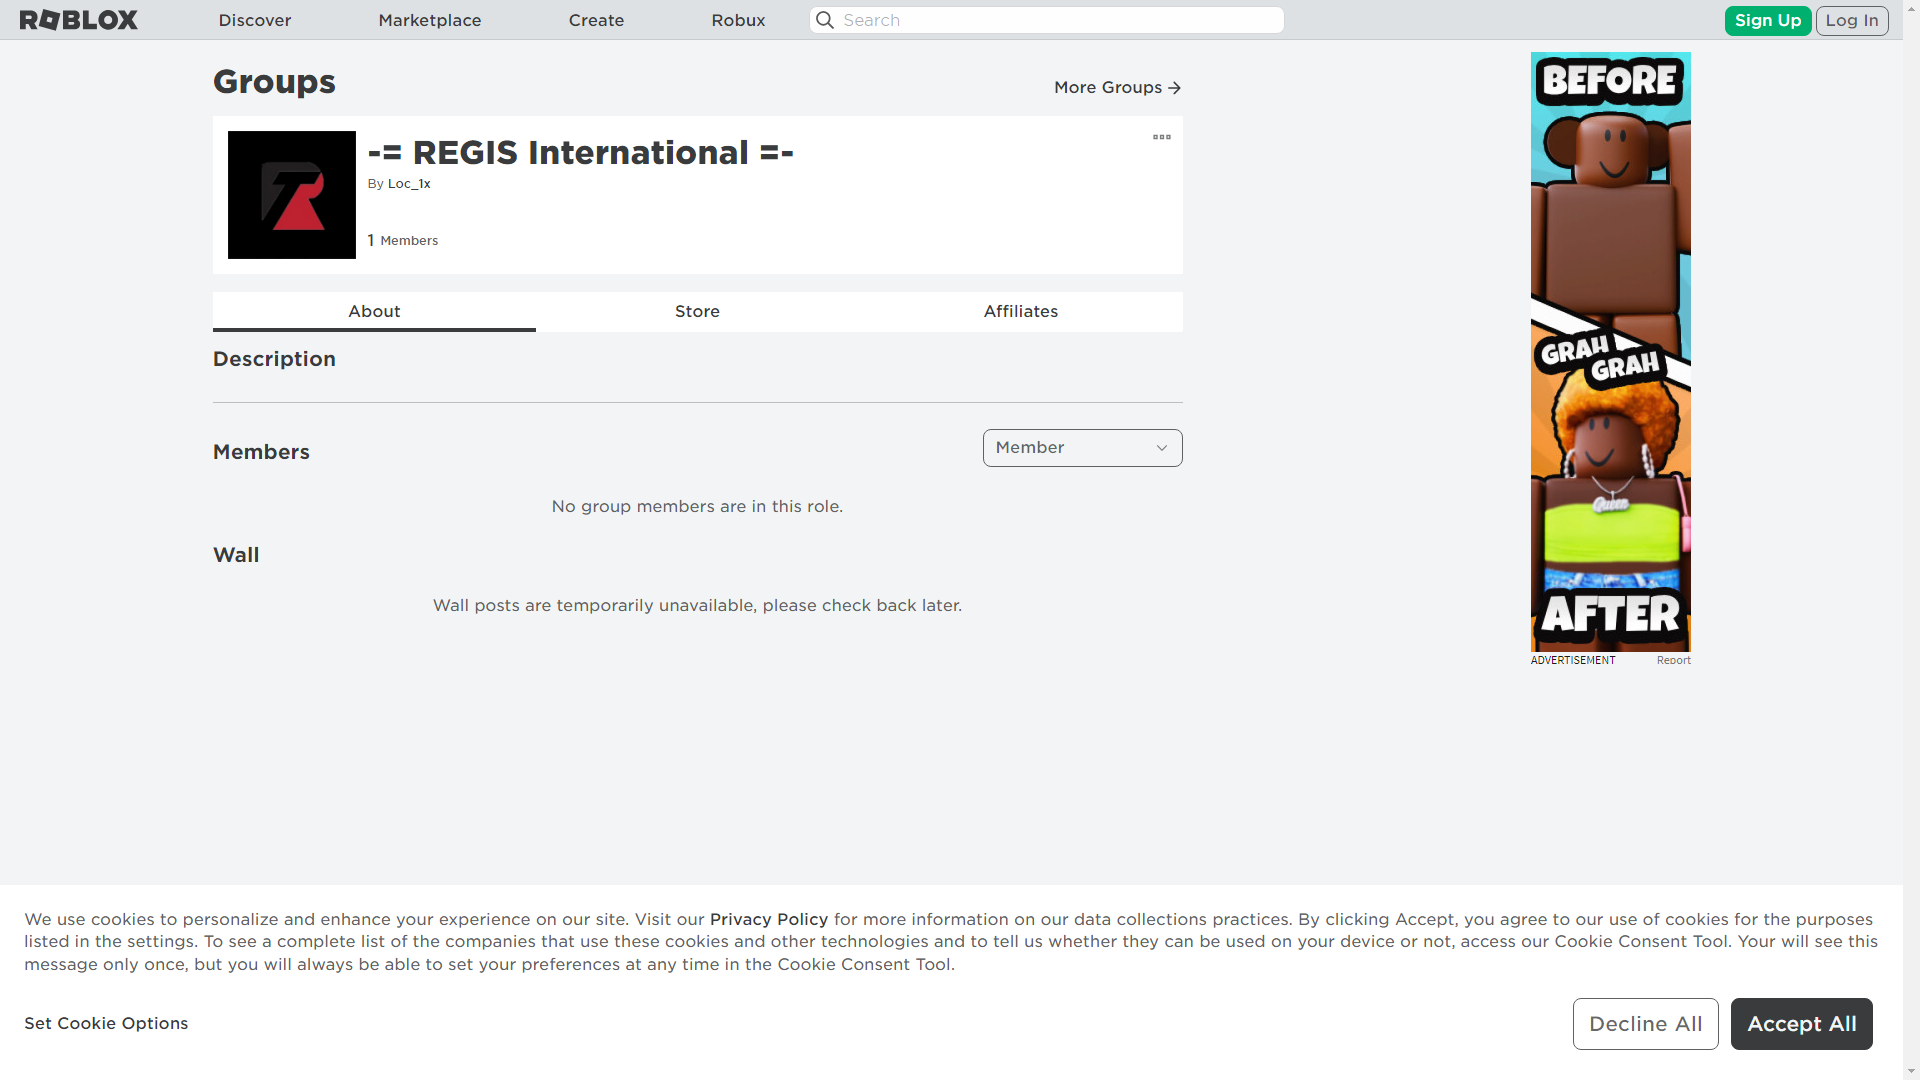 ROBLOX
Discover
Marketplace
Create
Robux
Search
Sign Up
Log In
Groups
More Groups
-= REGIS International =-
By Loc_1x
1 Members
About
Store
Affiliates
Description
Members
Member
No group members are in this role.
Wall
Wall posts are temporarily unavailable, please check back later.
BEFORE
GRAH
GRAH
Queen
AFTER
ADVERTISEMENT
Report
We use cookies to personalize and enhance your experience on our site. Visit our Privacy Policy for more information on our data collections practices. By clicking Accept, you agree to our use of cookies for the purposes
listed in the settings. To see a complete list of the companies that use these cookies and other technologies and to tell us whether they can be used on your device or not, access our Cookie Consent Tool. Your will see this
message only once, but you will always be able to set your preferences at any time in the Cookie Consent Tool.
Set Cookie Options
Decline All
Accept All